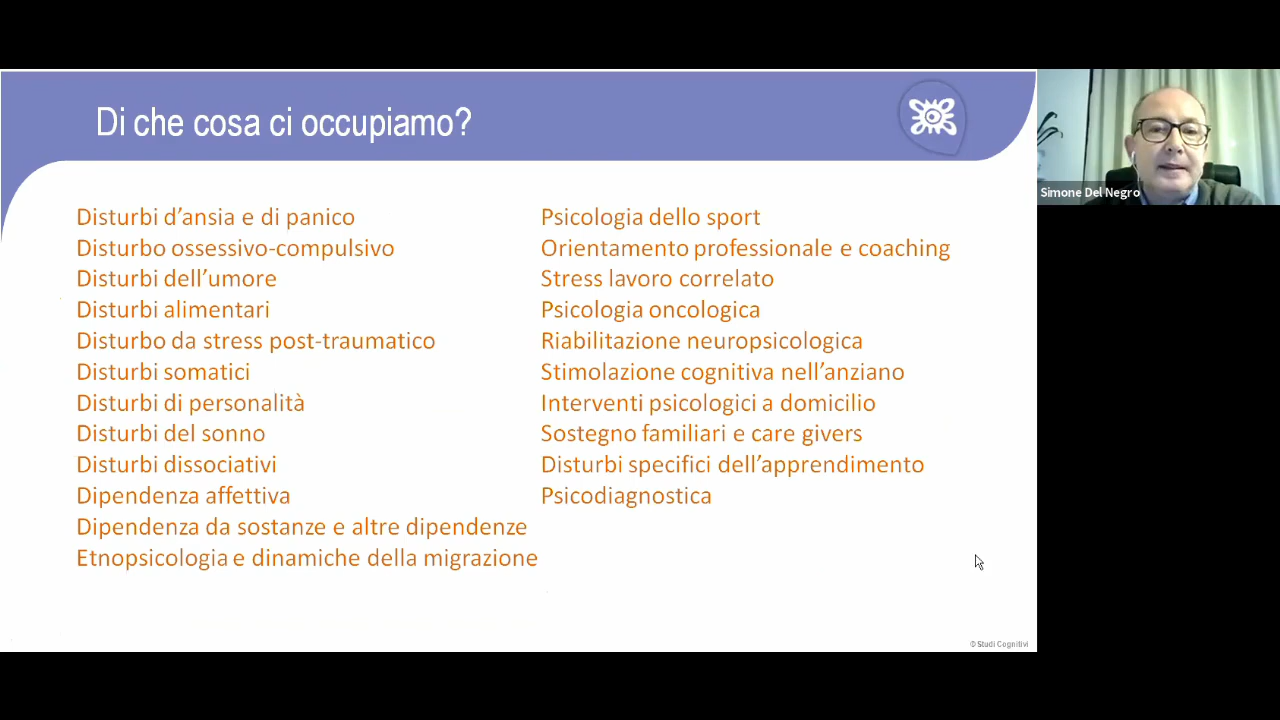 Di che cosa ci occupiamo?
Simone Del Negro
Disturbi d'ansia e di panico
Disturbo ossessivo-compulsivo
Disturbi dell'umore
Disturbi alimentari
Disturbo da stress post-traumatico
Disturbi somatici
Disturbi di personalità
Disturbi del sonno
Disturbi dissociativi
Dipendenza affettiva
Dipendenza da sostanze e altre dipendenze
Etnopsicologia e dinamiche della migrazione
Psicologia dello sport
Orientamento professionale e coaching
Stress lavoro correlato
Psicologia oncologica
Riabilitazione neuropsicologica
Stimolazione cognitiva nell'anziano
Interventi psicologici a domicilio
Sostegno familiari e care givers
Disturbi specifici dell'apprendimento
Psicodiagnostica
© Studi Cognitivi